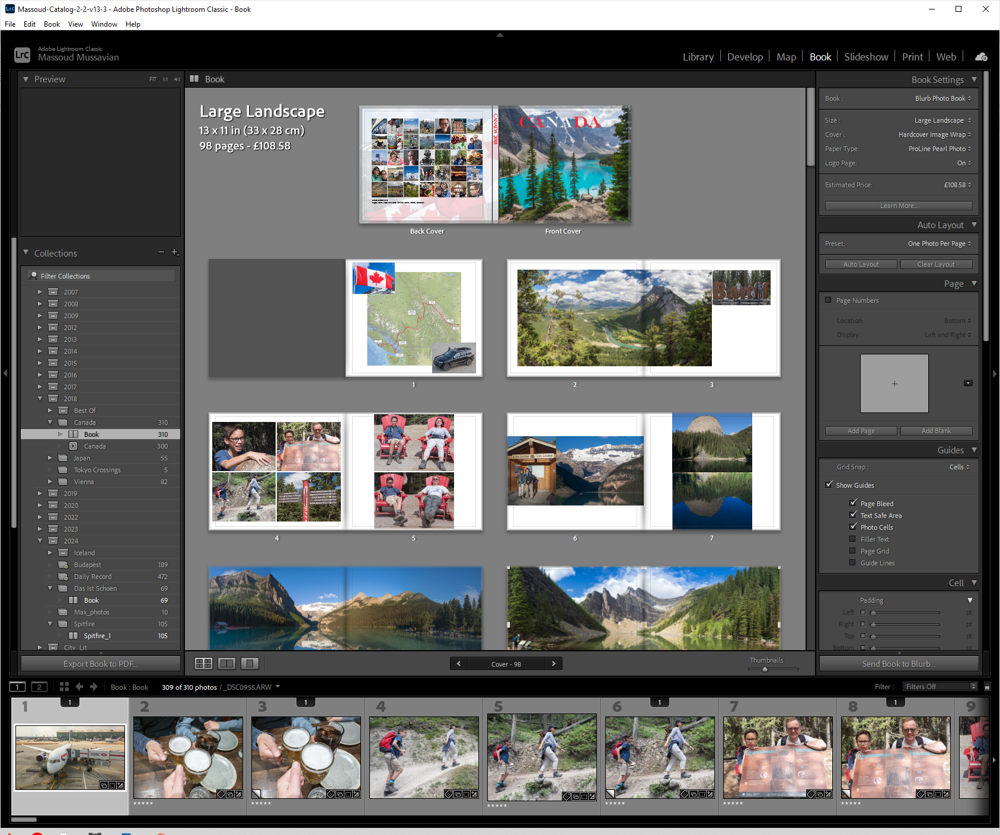 Massoud-Catalog-2-2-v13-3 - Adobe Photoshop Lightroom Classic - Book
File Edit Book View Window Help
LrC
Adobe Lightroom Classic
Massoud Mussavian
Library Develop Map Book Slideshow Print Web
Preview FIT 1:1 4:1
Collections
Filter Collections
2007
2008
2009
2012
2013
2014
2015
2016
2017
2018
Best Of
Canada 310
Book 310
Canada 300
Japan 55
Tokyo Crossings 5
Vienna 82
2019
2020
2022
2023
2024
Iceland
Budapest 189
Daily Record 472
Das Ist Schoen 69
Book 69
Max_photos 10
Spitfire 105
Spitfire_1 105
City_Lit
Export Book to PDF...
Book
Large Landscape
13 x 11 in (33 x 28 cm)
98 pages - £108.58
CANADA 2018
CANADA
Back Cover Front Cover
Banff
1 2 3
Lake Louise Lac Louise
4 5 6 7
Cover - 98
Thumbnails
Book Settings
Book : Blurb Photo Book
Size : Large Landscape
Cover : Hardcover Image Wrap
Paper Type: ProLine Pearl Photo
Logo Page: On
Estimated Price: £108.58
Learn More...
Auto Layout
Preset: One Photo Per Page
Auto Layout Clear Layout
Page
Page Numbers
Location: Bottom
Display: Left and Right
Add Page Add Blank
Guides
Grid Snap : Cells
Show Guides
Page Bleed
Text Safe Area
Photo Cells
Filler Text
Page Grid
Guide Lines
Cell
Padding
Left pt
Right pt
Top pt
Bottom pt
Send Book to Blurb...
1 2 Book : Book 309 of 310 photos / _DSC0955.ARW Filter : Filters Off
1 1 2 3 1 4 5 6 1 7 8 1 9
HSBC